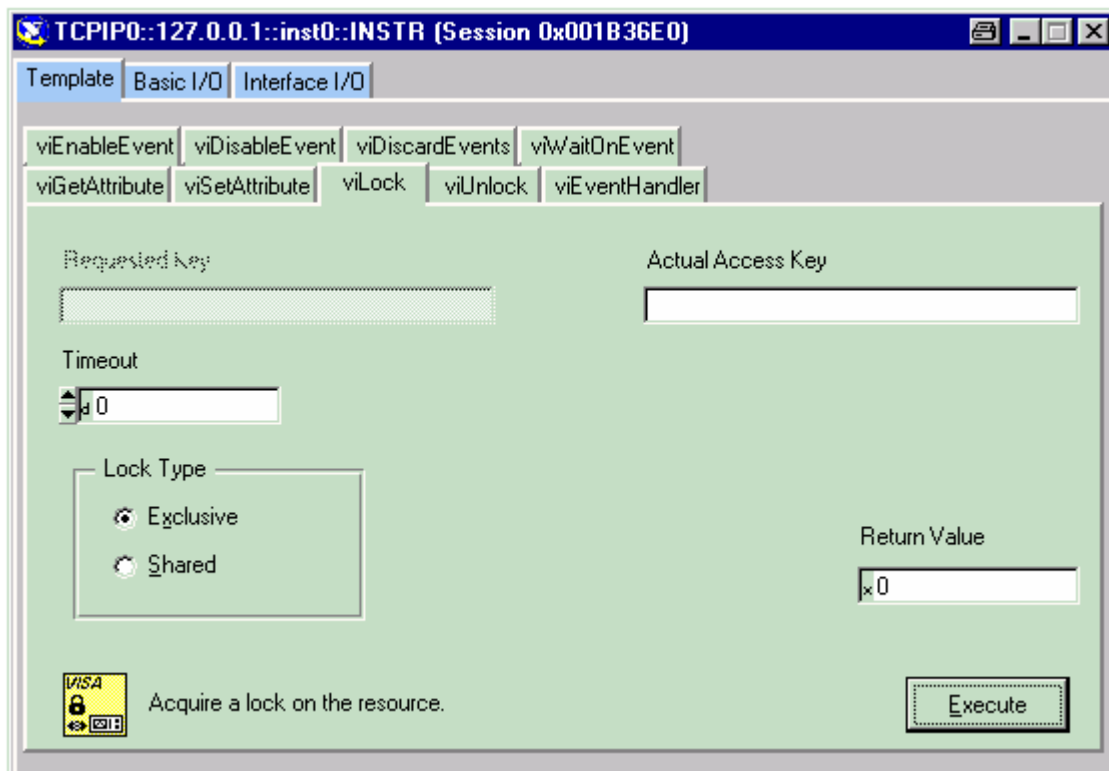 TCPIP0::127.0.0.1::inst0::INSTR (Session 0x001B36E0)
Template Basic I/O Interface I/O
viEnableEvent viDisableEvent viDiscardEvents viWaitOnEvent
viGetAttribute viSetAttribute viLock viUnlock viEventHandler
Requested Key Actual Access Key
Timeout
d 0
Lock Type
Exclusive
Return Value
Shared
x 0
VISA
Acquire a lock on the resource. Execute